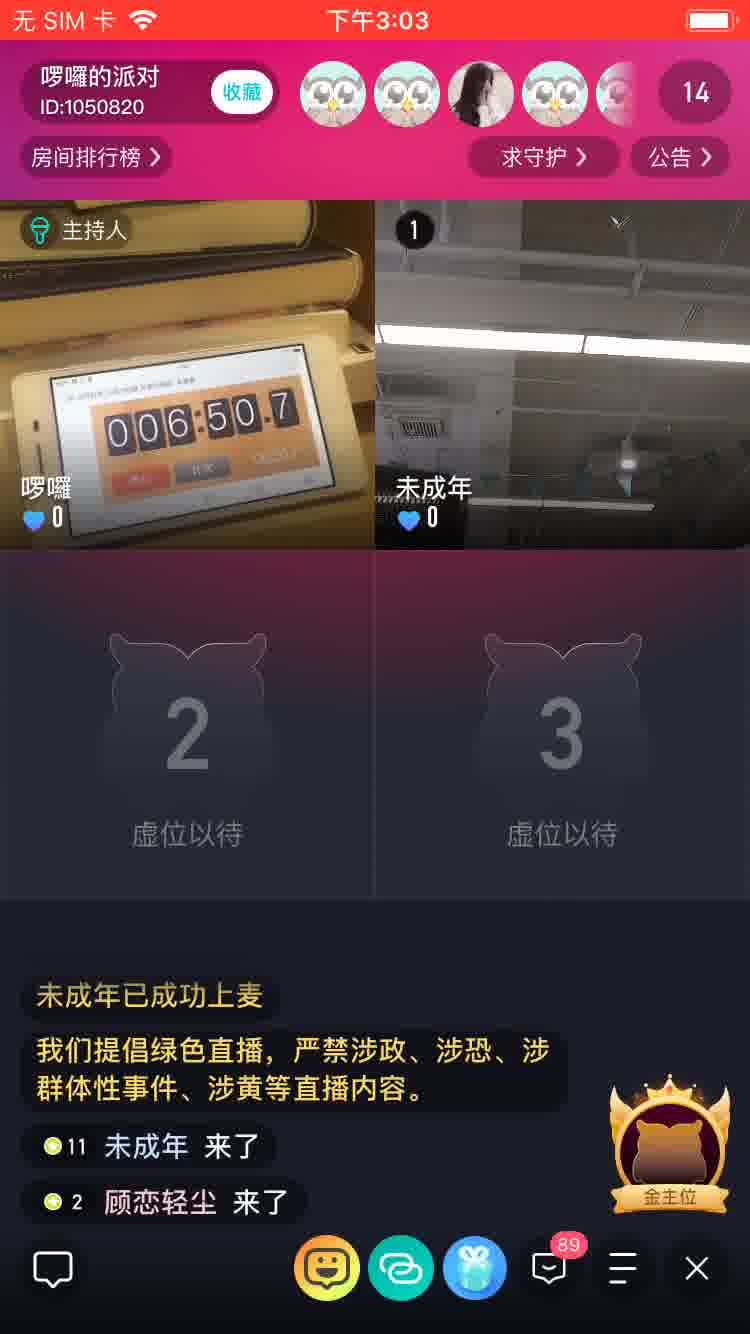 无 SIM 卡
下午3:03
啰囉的派对
ID:1050820
收藏
14
房间排行榜
求守护
公告
主持人
1
006:50.7
啰囉
0
未成年
0
2
虚位以待
3
虚位以待
未成年已成功上麦
我们提倡绿色直播，严禁涉政、涉恐、涉
群体性事件、涉黄等直播内容。
11 未成年 来了
2 顾恋轻尘 来了
金主位
89